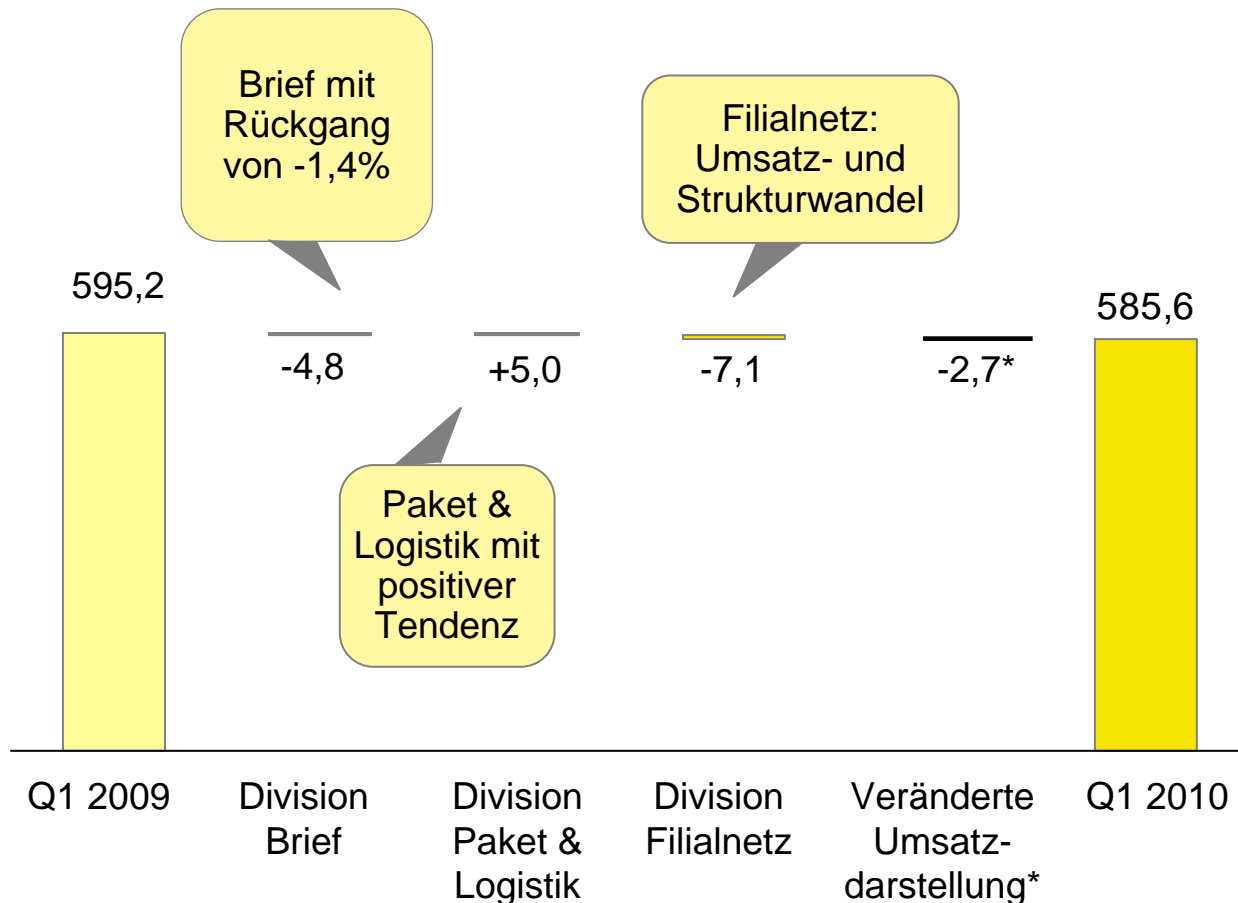 Brief mit
Rückgang
von -1,4%
Filialnetz:
Umsatz- und
Strukturwandel
595,2
585,6
-4,8
+5,0
-7,1
-2,7*
Paket &
Logistik mit
positiver
Tendenz
Q1 2009
Division
Brief
Division
Paket &
Logistik
Division
Filialnetz
Veränderte
Umsatz-
darstellung*
Q1 2010